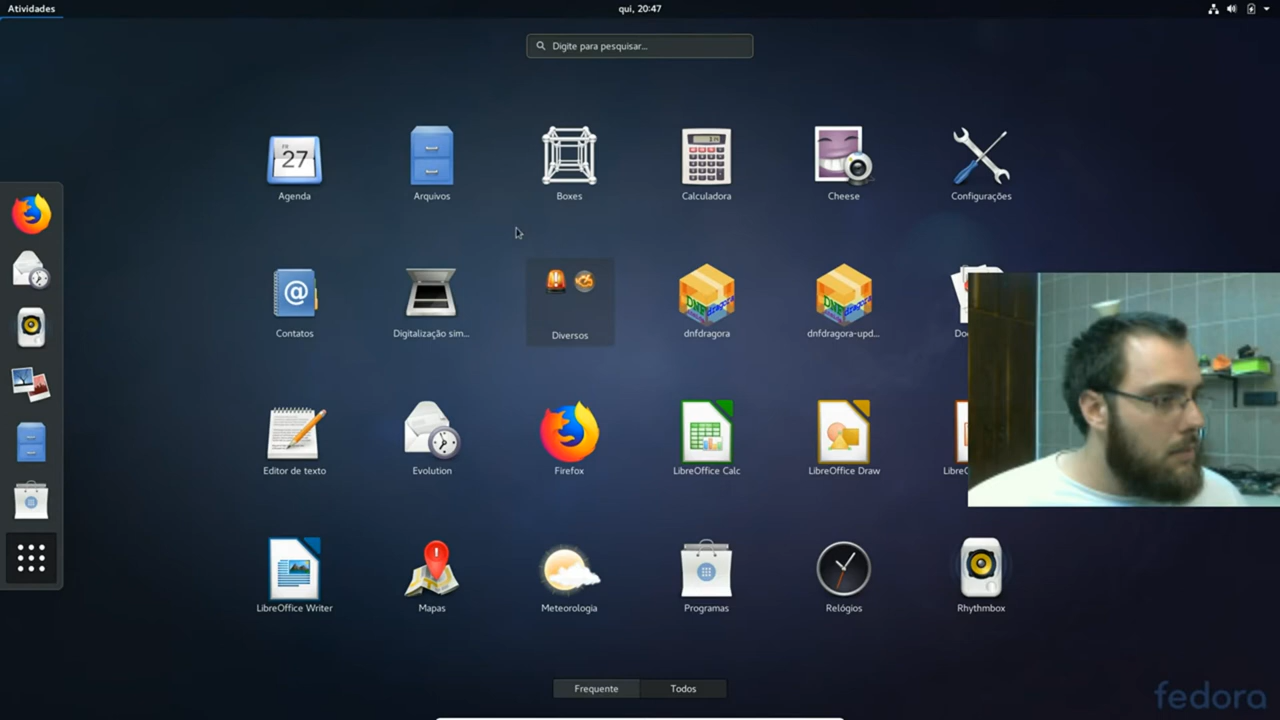 Atividades
qui, 20:47
Digite para pesquisar...
27
Agenda
Arquivos
Boxes
Calculadora
Cheese
Configurações
Contatos
Digitalização sim...
Diversos
dnfdragora
dnfdragora-upd...
Editor de texto
Evolution
Firefox
LibreOffice Calc
LibreOffice Draw
LibreOffice Writer
Mapas
Meteorologia
Programas
Relógios
Rhythmbox
Frequente
Todos
fedora